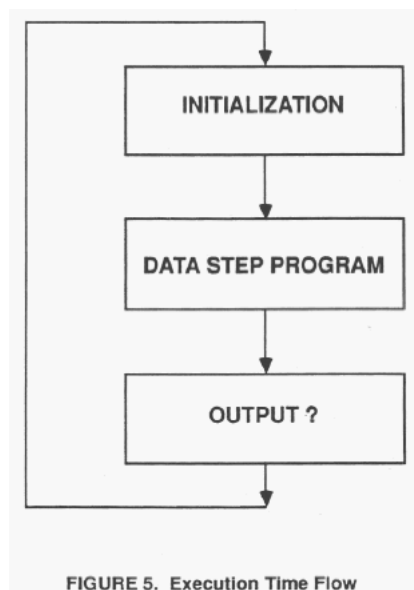 INITIALIZATION
DATA STEP PROGRAM
OUTPUT ?
FIGURE 5. Execution Time Flow